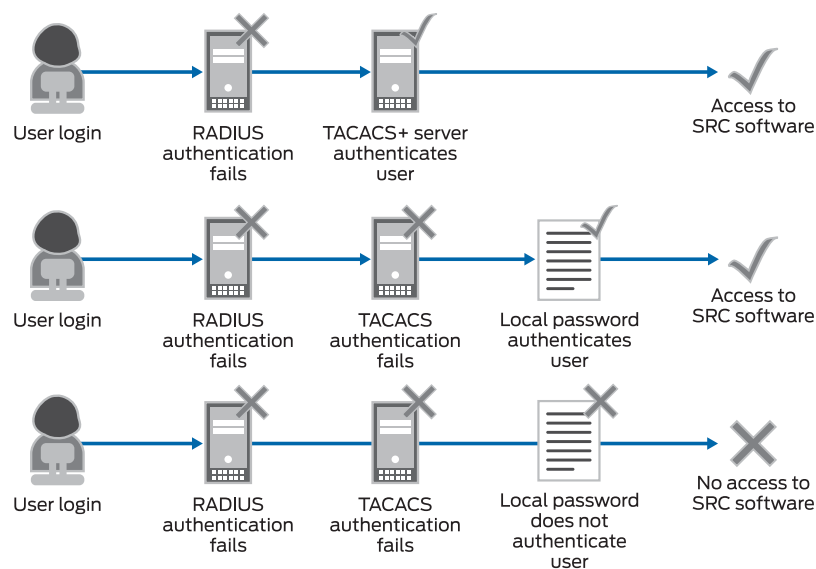 User login
RADIUS
authentication
fails
TACACS+ server
authenticates
user
Access to
SRC software
User login
RADIUS
authentication
fails
TACACS
authentication
fails
Local password
authenticates
user
Access to
SRC software
User login
RADIUS
authentication
fails
TACACS
authentication
fails
Local password
does not
authenticate
user
No access to
SRC software